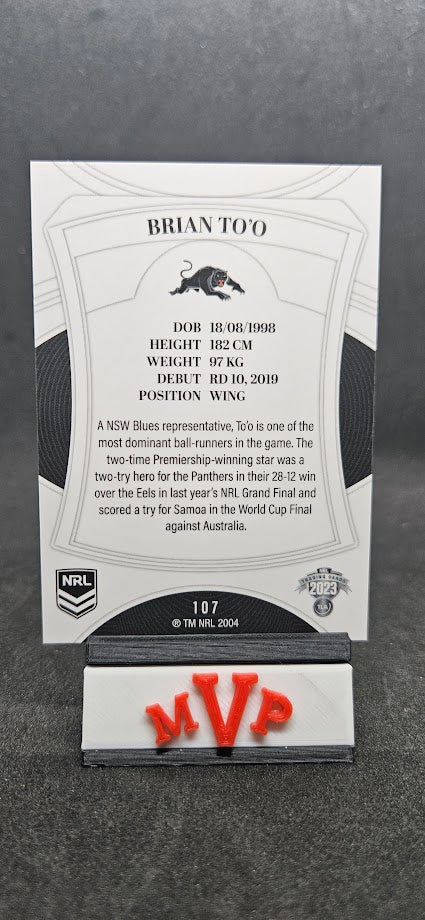 BRIAN TO'O
DOB 18/08/1998
HEIGHT 182 CM
WEIGHT 97 KG
DEBUT RD 10, 2019
POSITION WING
A NSW Blues representative, To'o is one of the
most dominant ball-runners in the game. The
two-time Premiership-winning star was a
two-try hero for the Panthers in their 28-12 win
over the Eels in last year's NRL Grand Final and
scored a try for Samoa in the World Cup Final
against Australia.
NRL
NRL
TRADING CARDS
2023
TLA
107
® TM NRL 2004
MVP